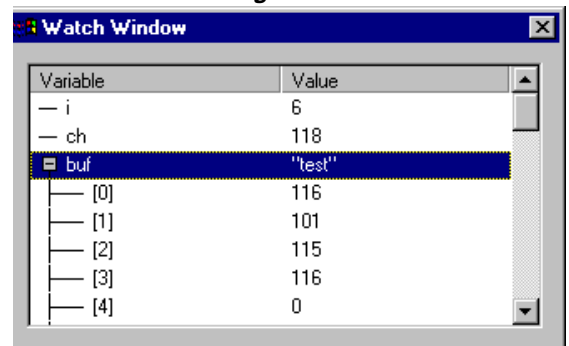 Watch Window
Variable Value
i 6
ch 118
buf "test"
[0] 116
[1] 101
[2] 115
[3] 116
[4] 0